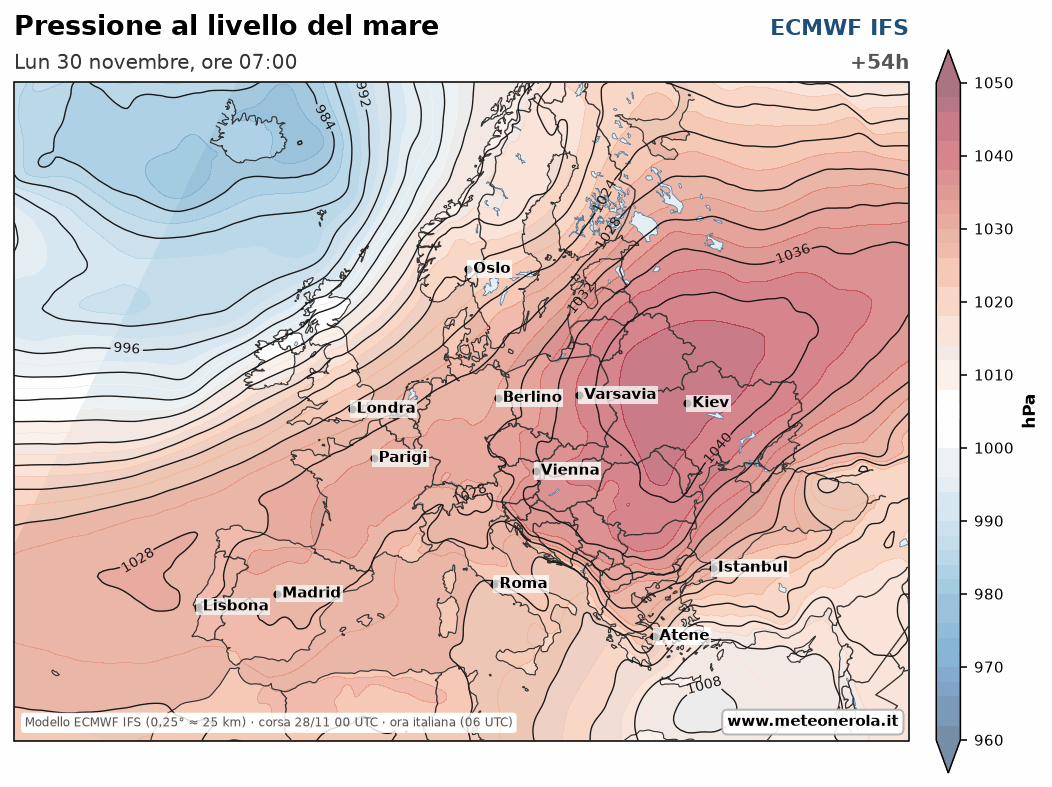 Pressione al livello del mare
ECMWF IFS
Lun 30 novembre, ore 07:00
+54h
992
984
1024
1028
1036
1032
996
1040
1028
1028
1008
Oslo
Berlino
Varsavia
Kiev
Londra
Parigi
Vienna
Roma
Istanbul
Madrid
Lisbona
Atene
Modello ECMWF IFS (0,25° ≈ 25 km) · corsa 28/11 00 UTC · ora italiana (06 UTC)
www.meteonerola.it
1050
1040
1030
1020
1010
1000
990
980
970
960
hPa